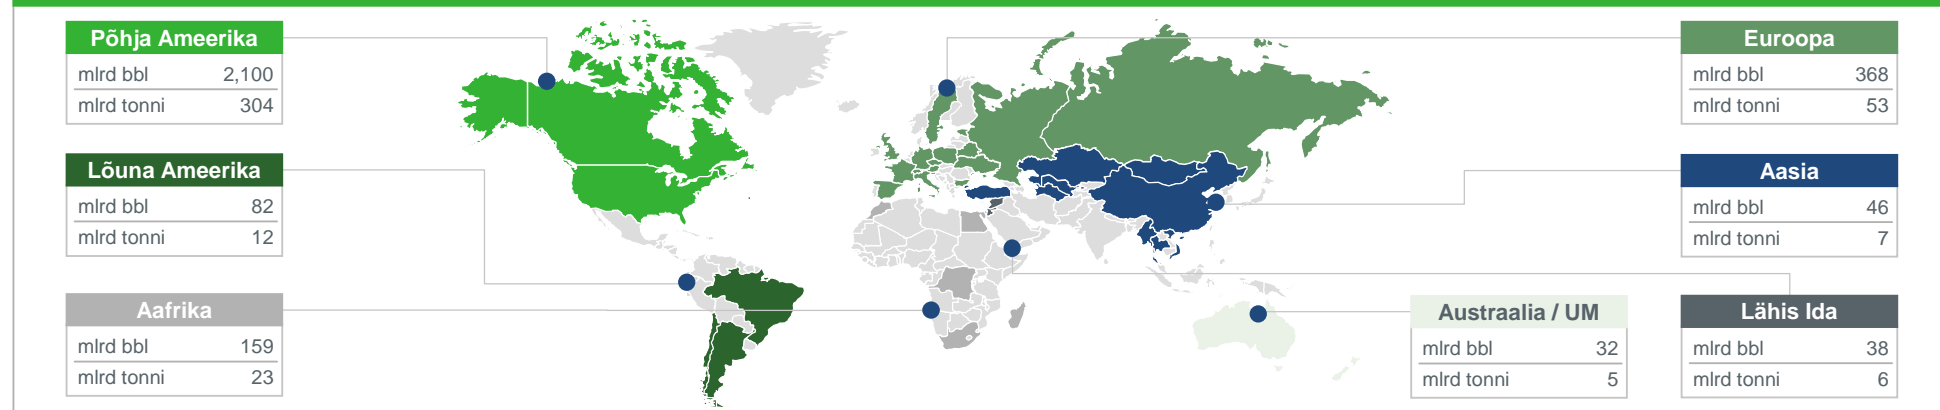 Põhja Ameerika
mlrd bbl 2,100
mlrd tonni 304
Lõuna Ameerika
mlrd bbl 82
mlrd tonni 12
Aafrika
mlrd bbl 159
mlrd tonni 23
Euroopa
mlrd bbl 368
mlrd tonni 53
Aasia
mlrd bbl 46
mlrd tonni 7
Austraalia / UM
mlrd bbl 32
mlrd tonni 5
Lähis Ida
mlrd bbl 38
mlrd tonni 6